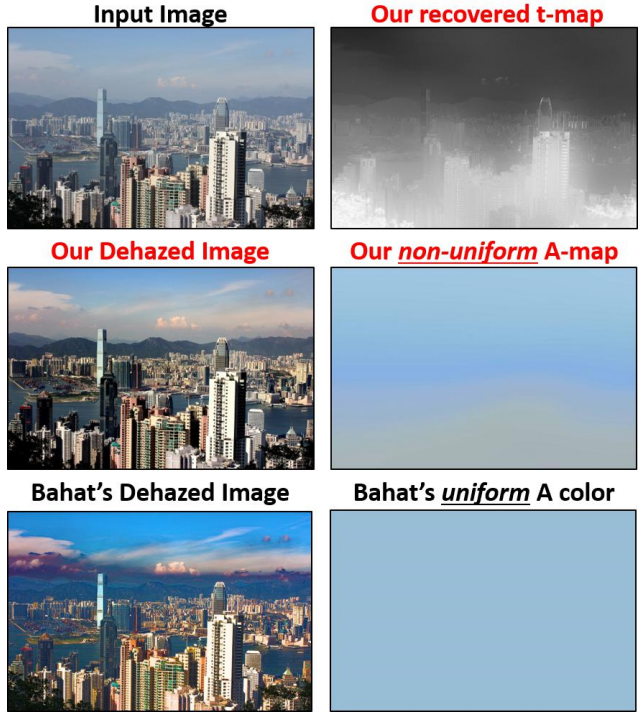 Input Image
Our recovered t-map
Our Dehazed Image
Our non-uniform A-map
Bahat's Dehazed Image
Bahat's uniform A color